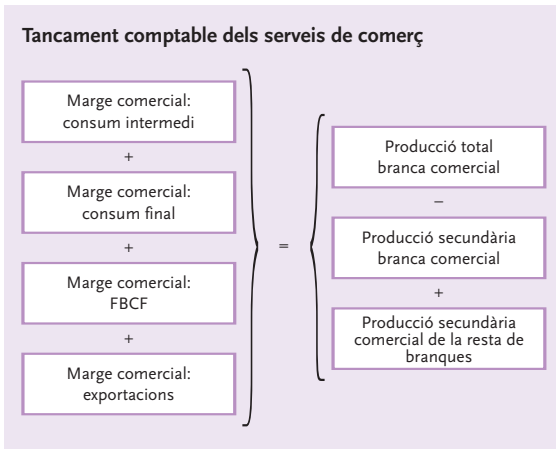 Tancament comptable dels serveis de comerç
Marge comercial:
consum intermedi
+
Marge comercial:
consum final
+
Marge comercial:
FBCF
+
Marge comercial:
exportacions
=
Producció total
branca comercial
–
Producció secundària
branca comercial
+
Producció secundària
comercial de la resta de
branques